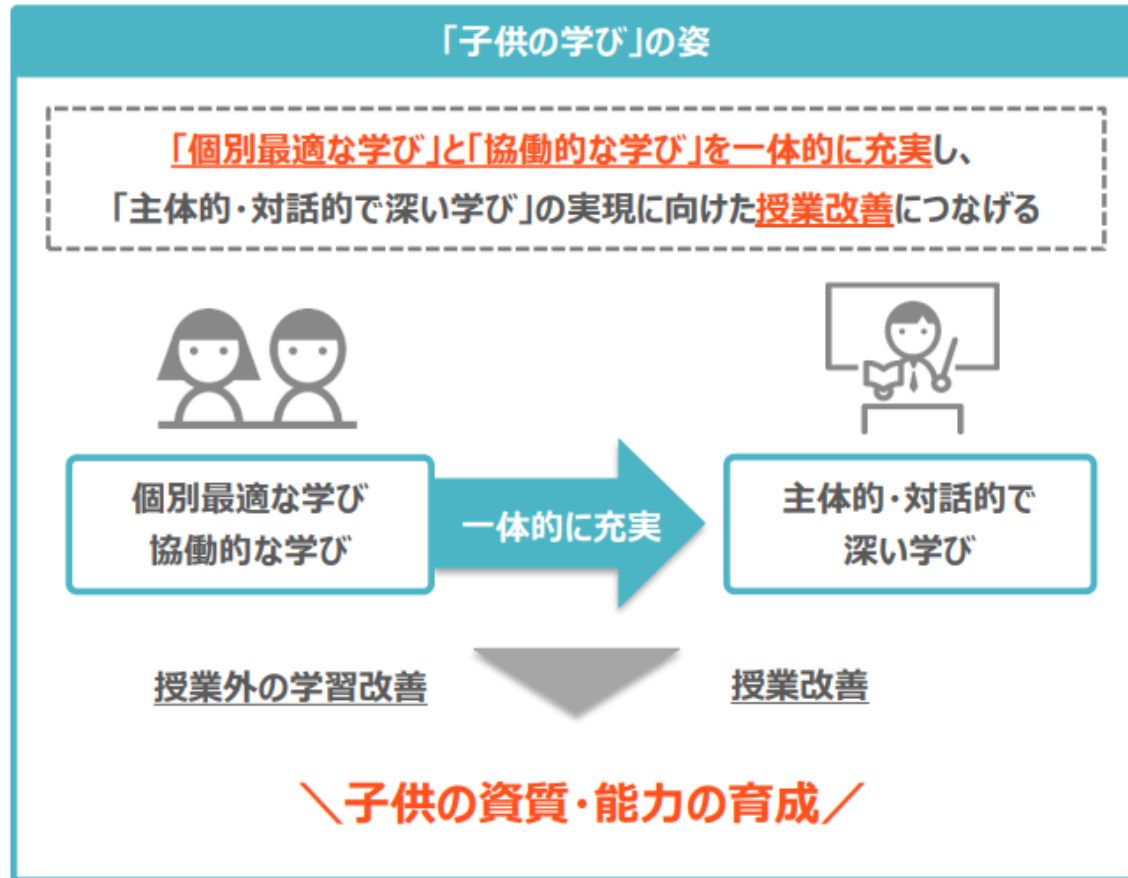 「子供の学び」の姿
「個別最適な学び」と「協働的な学び」を一体的に充実し、
「主体的・対話的で深い学び」の実現に向けた授業改善につなげる
個別最適な学び
協働的な学び
一体的に充実
主体的・対話的で
深い学び
授業外の学習改善
授業改善
＼子供の資質・能力の育成／